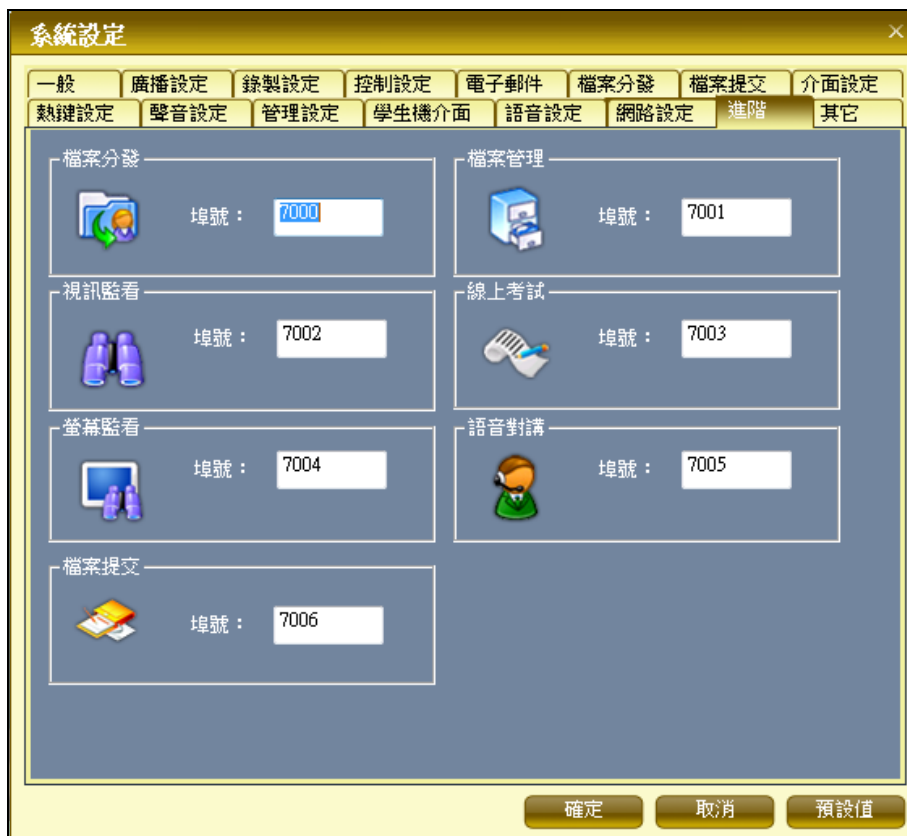 系統設定
一般 廣播設定 錄製設定 控制設定 電子郵件 檔案分發 檔案提交 介面設定
熱鍵設定 聲音設定 管理設定 學生機介面 語音設定 網路設定 進階 其它
檔案分發 檔案管理
埠號： 7000 埠號： 7001
視訊監看 線上考試
埠號： 7002 埠號： 7003
螢幕監看 語音對講
埠號： 7004 埠號： 7005
檔案提交
埠號： 7006
確定 取消 預設值